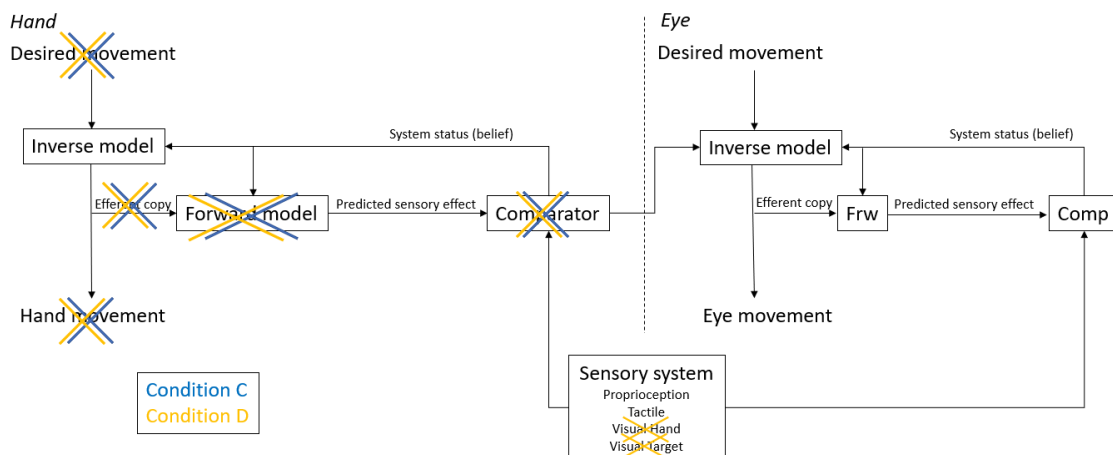 Hand
Desired movement
Inverse model
System status (belief)
Efferent copy
Forward model
Predicted sensory effect
Comparator
Hand movement
Condition C
Condition D
Eye
Desired movement
Inverse model
System status (belief)
Efferent copy
Frw
Predicted sensory effect
Comp
Eye movement
Sensory system
Proprioception
Tactile
Visual Hand
Visual Target